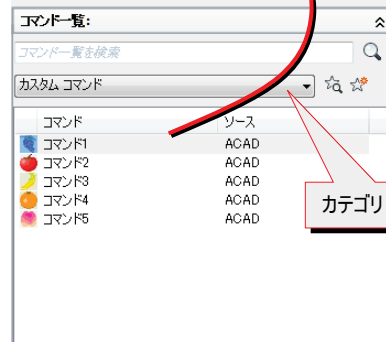 コマンド一覧:
コマンド一覧を検索
カスタム コマンド
コマンド ソース
コマンド1 ACAD
コマンド2 ACAD
コマンド3 ACAD
コマンド4 ACAD
コマンド5 ACAD
カテゴリ